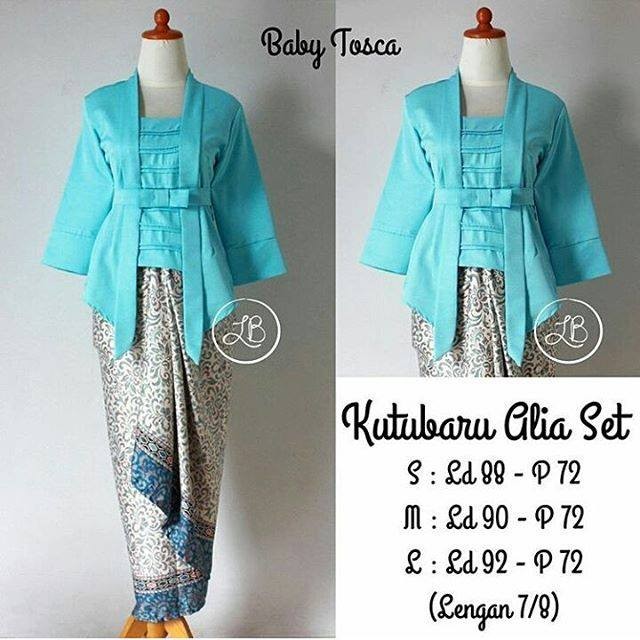 Baby Tosca
LB
LB
Kutubaru Alia Set
S : Ld 88 - P 72
M : Ld 90 - P 72
L : Ld 92 - P 72
(Lengan 7/8)